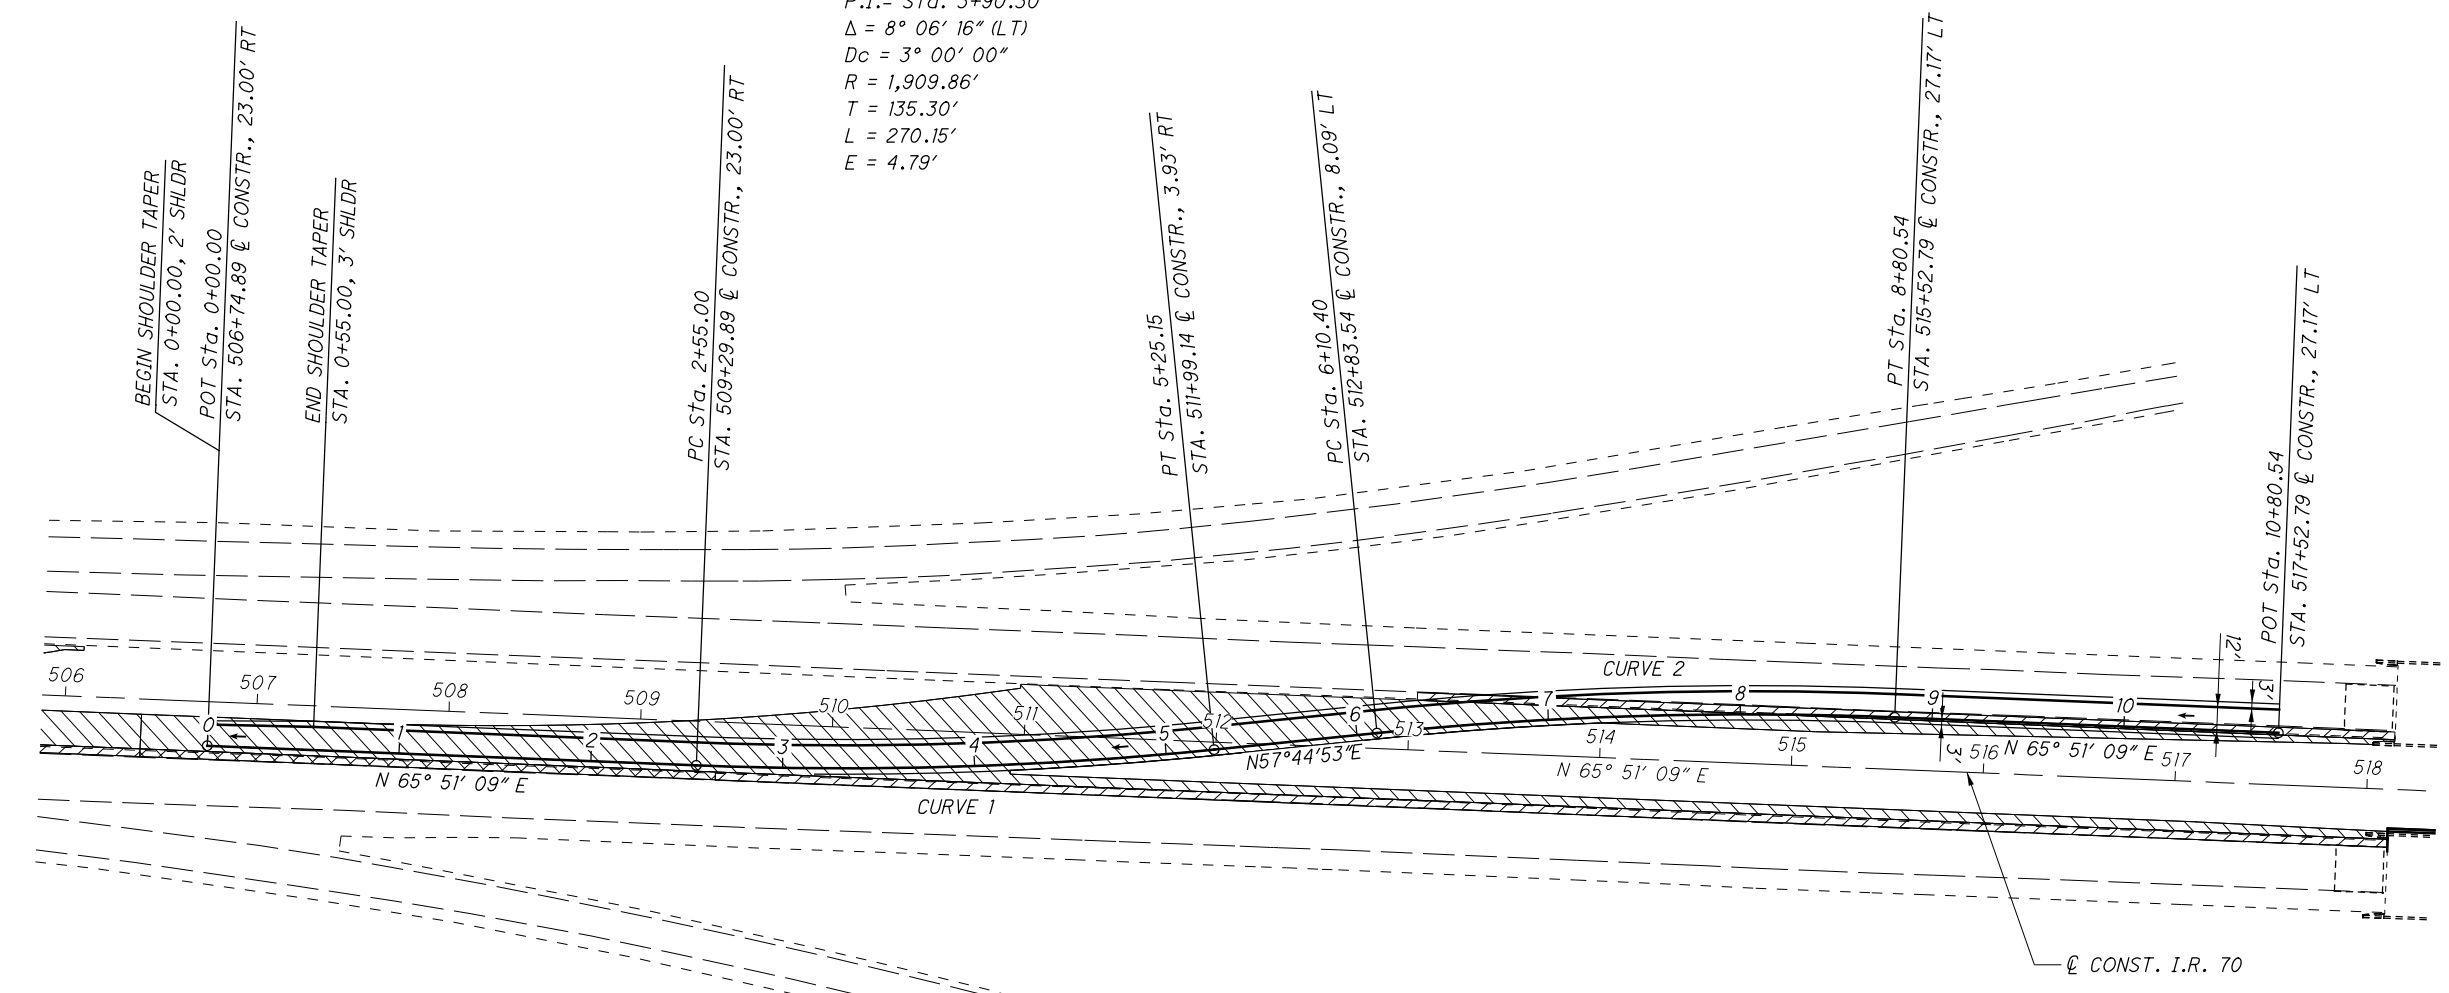 P.I.= Sta. 3+90.30
Δ = 8° 06' 16" (LT)
Dc = 3° 00' 00"
R = 1,909.86'
T = 135.30'
L = 270.15'
E = 4.79'
BEGIN SHOULDER TAPER
STA. 0+00.00, 2' SHLDR
POT Sta. 0+00.00
STA. 506+74.89 ℄ CONSTR., 23.00' RT
END SHOULDER TAPER
STA. 0+55.00, 3' SHLDR
PC Sta. 2+55.00
STA. 509+29.89 ℄ CONSTR., 23.00' RT
PT Sta. 5+25.15
STA. 511+99.14 ℄ CONSTR., 3.93' RT
PC Sta. 6+10.40
STA. 512+83.54 ℄ CONSTR., 8.09' LT
PT Sta. 8+80.54
STA. 515+52.79 ℄ CONSTR., 27.17' LT
POT Sta. 10+80.54
STA. 517+52.79 ℄ CONSTR., 27.17' LT
12'
3'
3'
CURVE 2
506
507
508
509
510
511
512
513
514
515
516
517
518
0
1
2
3
4
5
6
7
8
9
10
N 65° 51' 09" E
N57°44'53"E
N 65° 51' 09" E
N 65° 51' 09" E
CURVE 1
℄ CONST. I.R. 70